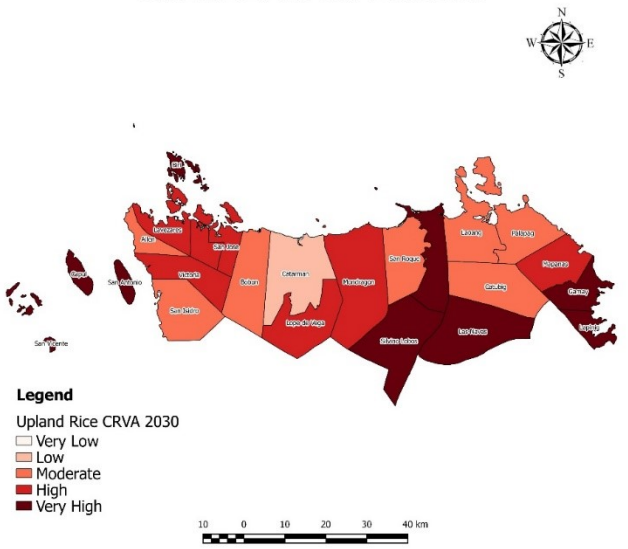 N
W E
S
Biri
Lavezares
Allen
San Jose
Capul
San Antonio
Victoria
Bobon
Catarman
Mondragon
San Roque
Laoang
Palapag
Mapanas
Catubig
Gamay
San Isidro
Lope de Vega
Silvino Lobos
Las Navas
Lapinig
San Vicente
Legend
Upland Rice CRVA 2030
Very Low
Low
Moderate
High
Very High
10 0 10 20 30 40 km